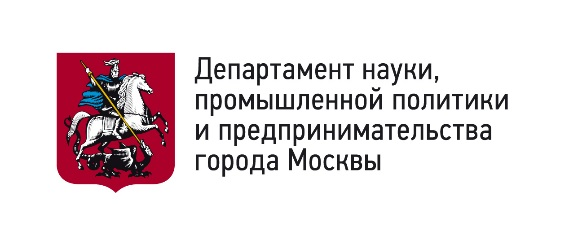 Департамент науки,
промышленной политики
и предпринимательства
города Москвы